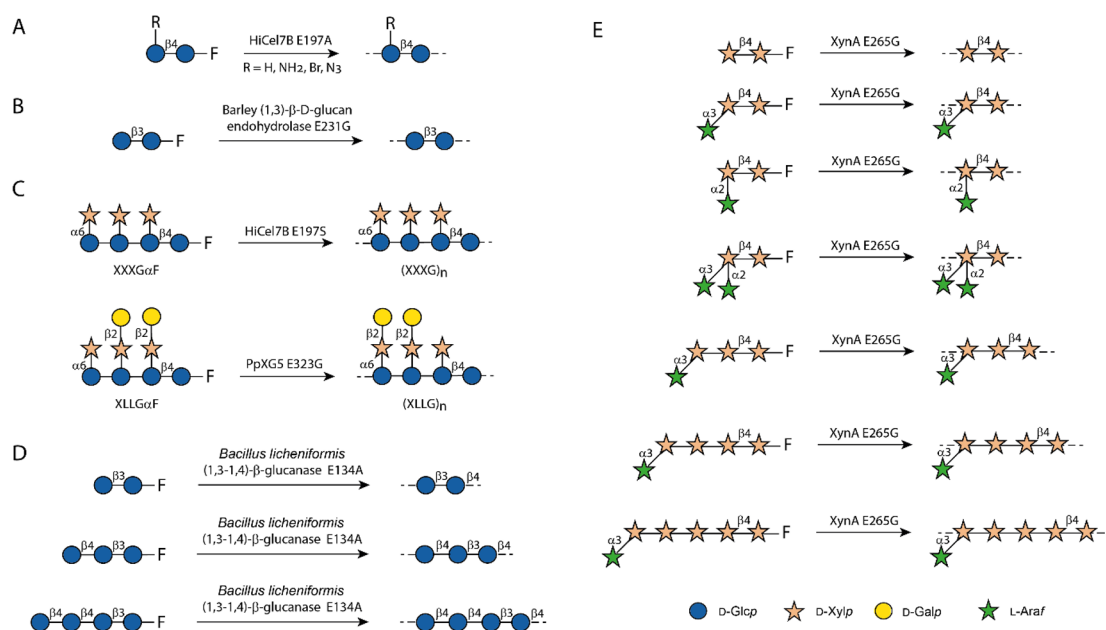 A
R
β4
F
HiCel7B E197A
R = H, NH2, Br, N3
R
β4
B
β3
F
Barley (1,3)-β-D-glucan
endohydrolase E231G
β3
C
α6
β4
F
XXXGαF
HiCel7B E197S
α6
β4
(XXXG)n
β2
β2
α6
β4
F
XLLGαF
PpXG5 E323G
β2
β2
α6
β4
(XLLG)n
D
β3
F
Bacillus licheniformis
(1,3-1,4)-β-glucanase E134A
β3
β4
β4
β3
F
Bacillus licheniformis
(1,3-1,4)-β-glucanase E134A
β4
β3
β4
β4
β4
β3
F
Bacillus licheniformis
(1,3-1,4)-β-glucanase E134A
β4
β4
β3
β4
E
β4
F
XynA E265G
β4
α3
β4
F
XynA E265G
α3
β4
β4
F
α2
XynA E265G
β4
α2
β4
F
α3
α2
XynA E265G
β4
α3
α2
α3
β4
F
XynA E265G
α3
β4
α3
β4
F
XynA E265G
α3
β4
α3
β4
F
XynA E265G
α3
β4
D-Glcp
D-Xylp
D-Galp
L-Araf